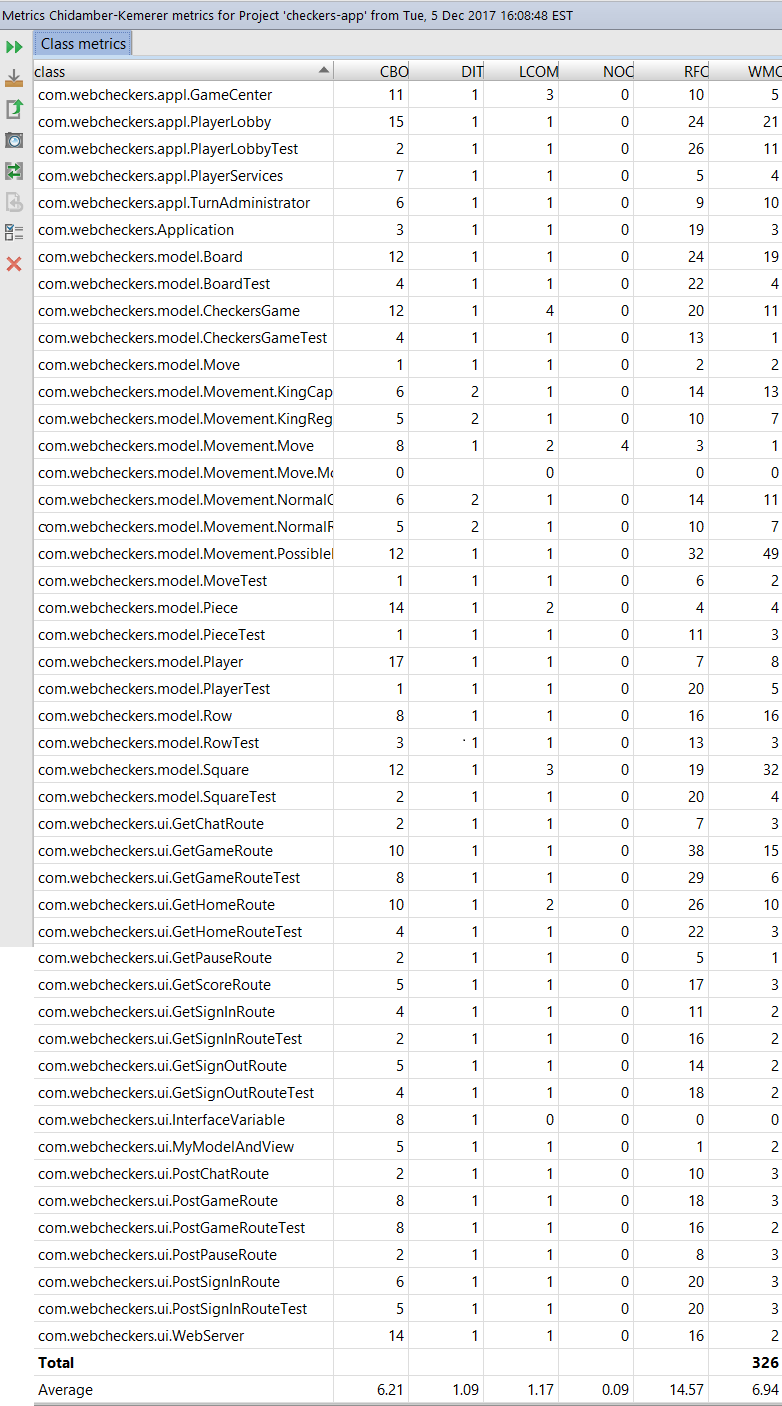 Metrics Chidamber-Kemerer metrics for Project 'checkers-app' from Tue, 5 Dec 2017 16:08:48 EST
Class metrics
class CBO DIT LCOM NOC RFC WMC
com.webcheckers.appl.GameCenter 11 1 3 0 10 5
com.webcheckers.appl.PlayerLobby 15 1 1 0 24 21
com.webcheckers.appl.PlayerLobbyTest 2 1 1 0 26 11
com.webcheckers.appl.PlayerServices 7 1 1 0 5 4
com.webcheckers.appl.TurnAdministrator 6 1 1 0 9 10
com.webcheckers.Application 3 1 1 0 19 3
com.webcheckers.model.Board 12 1 1 0 24 19
com.webcheckers.model.BoardTest 4 1 1 0 22 4
com.webcheckers.model.CheckersGame 12 1 4 0 20 11
com.webcheckers.model.CheckersGameTest 4 1 1 0 13 1
com.webcheckers.model.Move 1 1 1 0 2 2
com.webcheckers.model.Movement.KingCap 6 2 1 0 14 13
com.webcheckers.model.Movement.KingReg 5 2 1 0 10 7
com.webcheckers.model.Movement.Move 8 1 2 4 3 1
com.webcheckers.model.Movement.Move.Mo 0 0 0 0
com.webcheckers.model.Movement.NormalC 6 2 1 0 14 11
com.webcheckers.model.Movement.NormalR 5 2 1 0 10 7
com.webcheckers.model.Movement.Possible 12 1 1 0 32 49
com.webcheckers.model.MoveTest 1 1 1 0 6 2
com.webcheckers.model.Piece 14 1 2 0 4 4
com.webcheckers.model.PieceTest 1 1 1 0 11 3
com.webcheckers.model.Player 17 1 1 0 7 8
com.webcheckers.model.PlayerTest 1 1 1 0 20 5
com.webcheckers.model.Row 8 1 1 0 16 16
com.webcheckers.model.RowTest 3 1 1 0 13 3
com.webcheckers.model.Square 12 1 3 0 19 32
com.webcheckers.model.SquareTest 2 1 1 0 20 4
com.webcheckers.ui.GetChatRoute 2 1 1 0 7 3
com.webcheckers.ui.GetGameRoute 10 1 1 0 38 15
com.webcheckers.ui.GetGameRouteTest 8 1 1 0 29 6
com.webcheckers.ui.GetHomeRoute 10 1 2 0 26 10
com.webcheckers.ui.GetHomeRouteTest 4 1 1 0 22 3
com.webcheckers.ui.GetPauseRoute 2 1 1 0 5 1
com.webcheckers.ui.GetScoreRoute 5 1 1 0 17 3
com.webcheckers.ui.GetSignInRoute 4 1 1 0 11 2
com.webcheckers.ui.GetSignInRouteTest 2 1 1 0 16 2
com.webcheckers.ui.GetSignOutRoute 5 1 1 0 14 2
com.webcheckers.ui.GetSignOutRouteTest 4 1 1 0 18 2
com.webcheckers.ui.InterfaceVariable 8 1 0 0 0 0
com.webcheckers.ui.MyModelAndView 5 1 1 0 1 2
com.webcheckers.ui.PostChatRoute 2 1 1 0 10 3
com.webcheckers.ui.PostGameRoute 8 1 1 0 18 3
com.webcheckers.ui.PostGameRouteTest 8 1 1 0 16 2
com.webcheckers.ui.PostPauseRoute 2 1 1 0 8 3
com.webcheckers.ui.PostSignInRoute 6 1 1 0 20 3
com.webcheckers.ui.PostSignInRouteTest 5 1 1 0 20 3
com.webcheckers.ui.WebServer 14 1 1 0 16 2
Total 326
Average 6.21 1.09 1.17 0.09 14.57 6.94